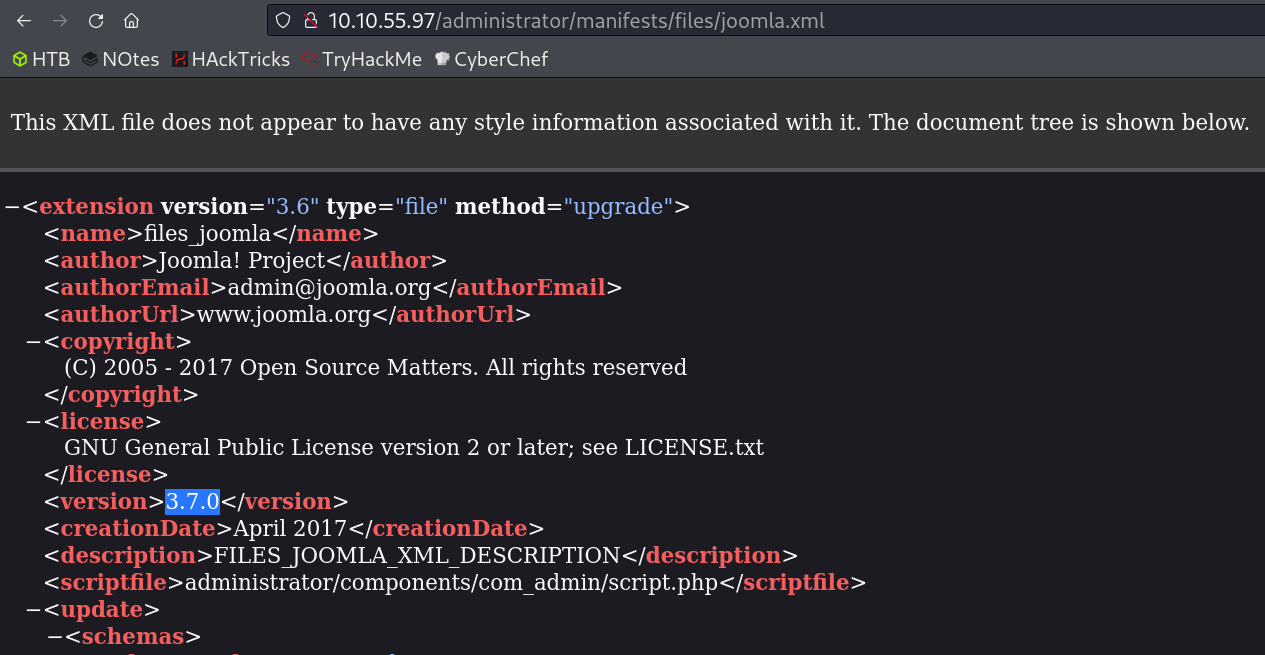 10.10.55.97/administrator/manifests/files/joomla.xml
HTB NOtes HAckTricks TryHackMe CyberChef
This XML file does not appear to have any style information associated with it. The document tree is shown below.
−<extension version="3.6" type="file" method="upgrade">
<name>files_joomla</name>
<author>Joomla! Project</author>
<authorEmail>admin@joomla.org</authorEmail>
<authorUrl>www.joomla.org</authorUrl>
−<copyright>
(C) 2005 - 2017 Open Source Matters. All rights reserved
</copyright>
−<license>
GNU General Public License version 2 or later; see LICENSE.txt
</license>
<version>3.7.0</version>
<creationDate>April 2017</creationDate>
<description>FILES_JOOMLA_XML_DESCRIPTION</description>
<scriptfile>administrator/components/com_admin/script.php</scriptfile>
−<update>
−<schemas>